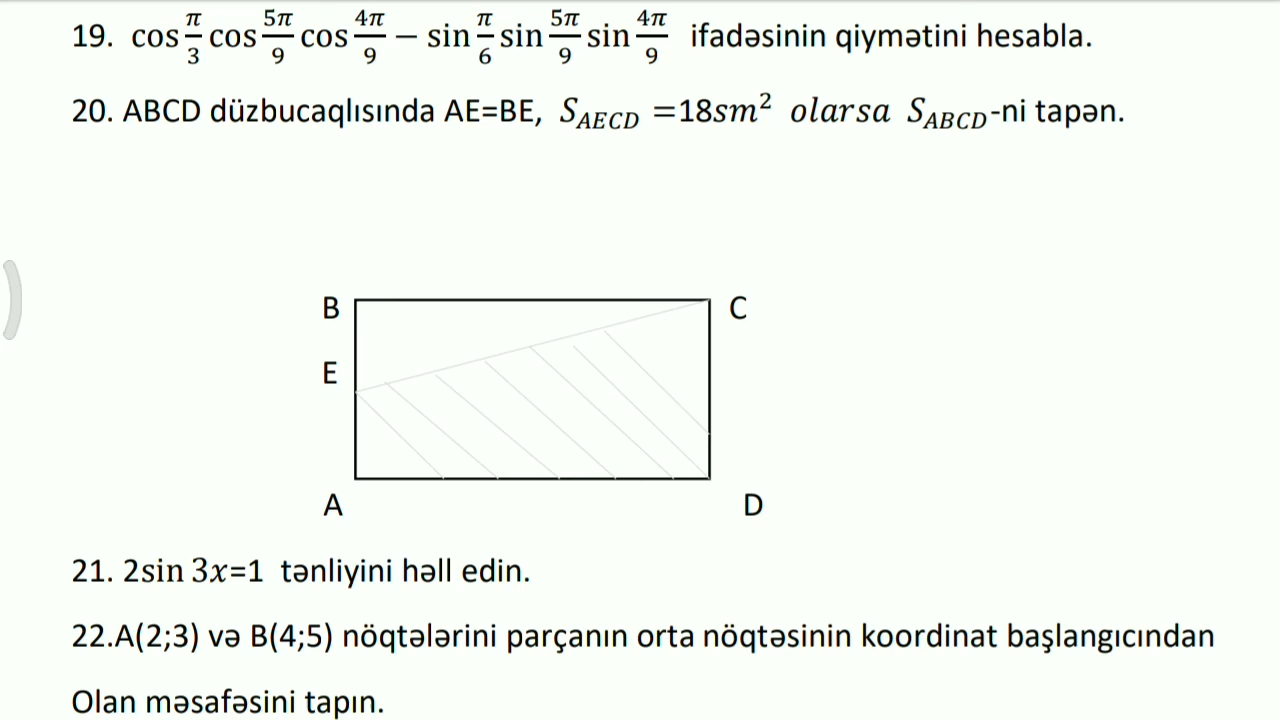 19. cos π/3 cos 5π/9 cos 4π/9 − sin π/6 sin 5π/9 sin 4π/9 ifadəsinin qiymətini hesabla.
20. ABCD düzbucaqlısında AE=BE, S_AECD =18sm² olarsa S_ABCD-ni tapən.
B
C
E
A
D
21. 2sin 3x=1 tənliyini həll edin.
22.A(2;3) və B(4;5) nöqtələrini parçanın orta nöqtəsinin koordinat başlangıcından
Olan məsafəsini tapın.